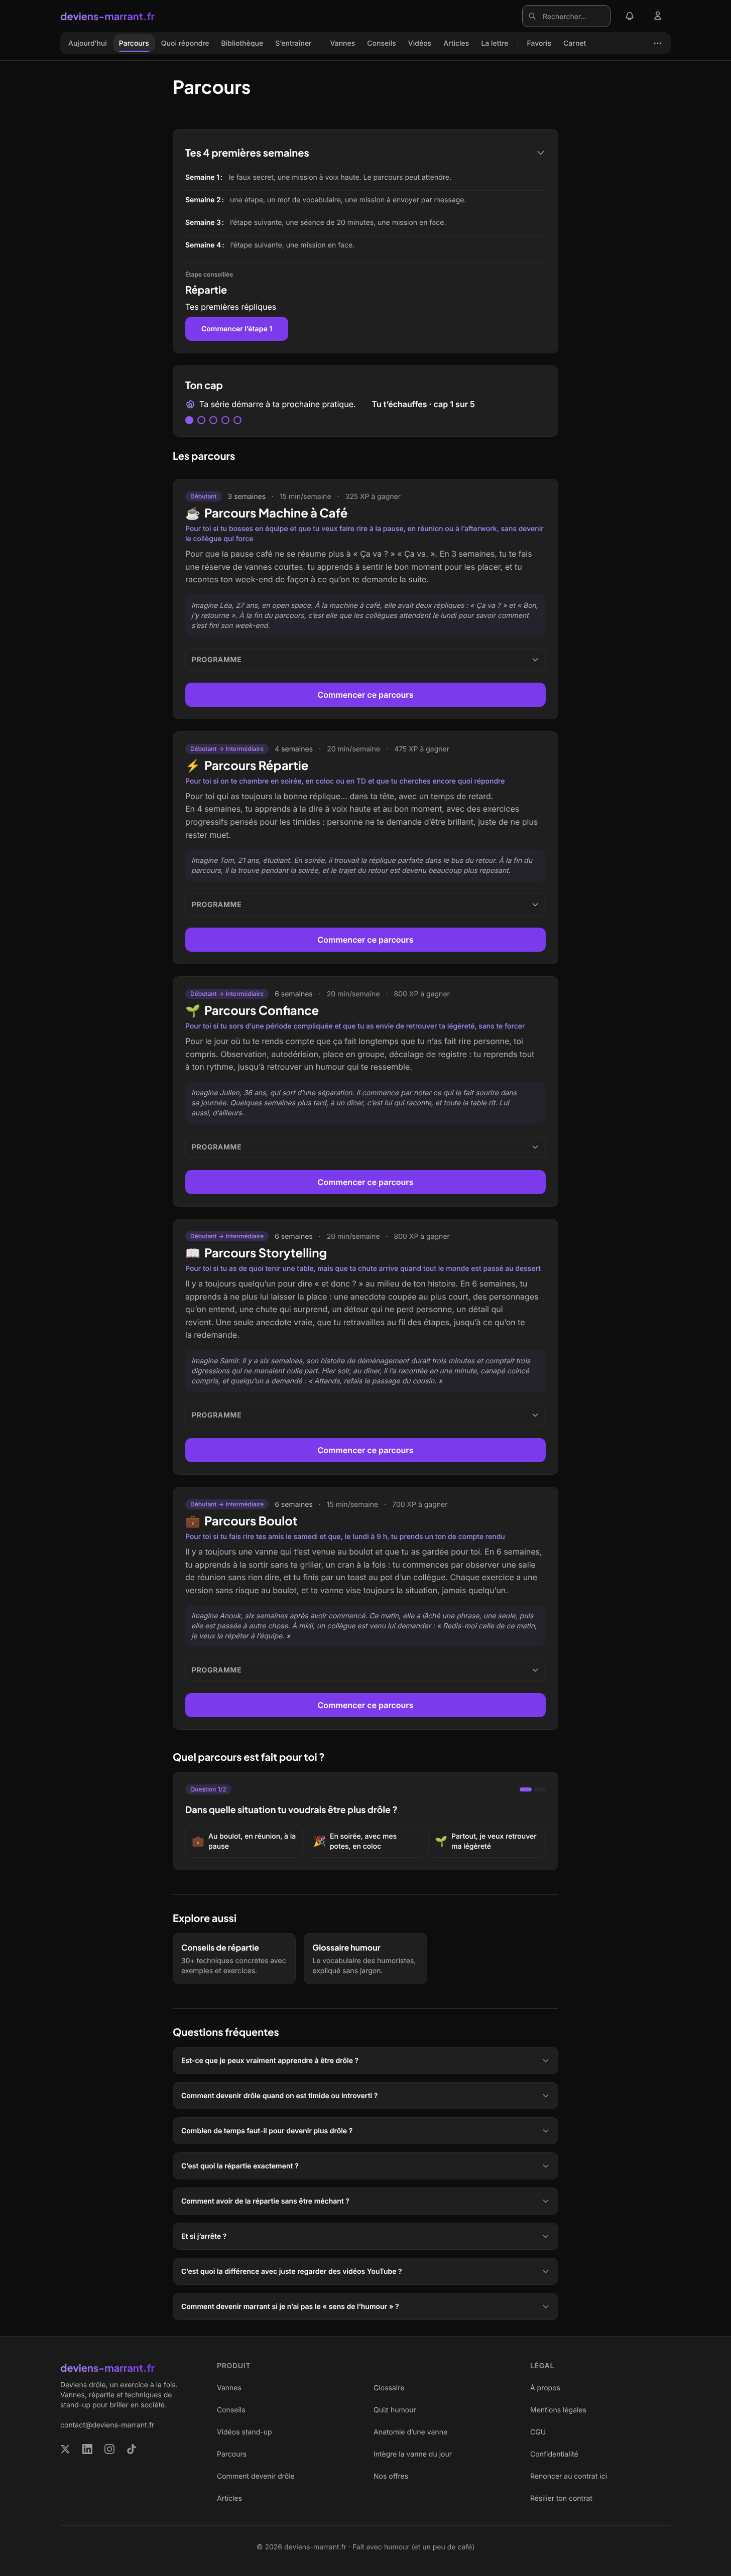 deviens-marrant.fr
Rechercher...
Aujourd'hui
Parcours
Quoi répondre
Bibliothèque
S'entraîner
Vannes
Conseils
Vidéos
Articles
La lettre
Favoris
Carnet
Parcours
Tes 4 premières semaines
Semaine 1 : le faux secret, une mission à voix haute. Le parcours peut attendre.
Semaine 2 : une étape, un mot de vocabulaire, une mission à envoyer par message.
Semaine 3 : l'étape suivante, une séance de 20 minutes, une mission en face.
Semaine 4 : l'étape suivante, une mission en face.
Étape conseillée
Répartie
Tes premières répliques
Commencer l'étape 1
Ton cap
Ta série démarre à ta prochaine pratique. Tu t'échauffes · cap 1 sur 5
Les parcours
Débutant 3 semaines · 15 min/semaine · 325 XP à gagner
☕ Parcours Machine à Café
Pour toi si tu bosses en équipe et que tu veux faire rire à la pause, en réunion ou à l'afterwork, sans devenir
le collègue qui force
Pour que la pause café ne se résume plus à « Ça va ? » « Ça va. ». En 3 semaines, tu te fais
une réserve de vannes courtes, tu apprends à sentir le bon moment pour les placer, et tu
racontes ton week-end de façon à ce qu'on te demande la suite.
Imagine Léa, 27 ans, en open space. À la machine à café, elle avait deux répliques : « Ça va ? » et « Bon,
j'y retourne ». À la fin du parcours, c'est elle que les collègues attendent le lundi pour savoir comment
s'est fini son week-end.
PROGRAMME
Commencer ce parcours
Débutant → Intermédiaire 4 semaines · 20 min/semaine · 475 XP à gagner
⚡ Parcours Répartie
Pour toi si on te chambre en soirée, en coloc ou en TD et que tu cherches encore quoi répondre
Pour toi qui as toujours la bonne réplique… dans ta tête, avec un temps de retard.
En 4 semaines, tu apprends à la dire à voix haute et au bon moment, avec des exercices
progressifs pensés pour les timides : personne ne te demande d'être brillant, juste de ne plus
rester muet.
Imagine Tom, 21 ans, étudiant. En soirée, il trouvait la réplique parfaite dans le bus du retour. À la fin du
parcours, il la trouve pendant la soirée, et le trajet du retour est devenu beaucoup plus reposant.
PROGRAMME
Commencer ce parcours
Débutant → Intermédiaire 6 semaines · 20 min/semaine · 800 XP à gagner
🌱 Parcours Confiance
Pour toi si tu sors d'une période compliquée et que tu as envie de retrouver ta légèreté, sans te forcer
Pour le jour où tu te rends compte que ça fait longtemps que tu n'as fait rire personne, toi
compris. Observation, autodérision, place en groupe, décalage de registre : tu reprends tout
à ton rythme, jusqu'à retrouver un humour qui te ressemble.
Imagine Julien, 36 ans, qui sort d'une séparation. Il commence par noter ce qui le fait sourire dans
sa journée. Quelques semaines plus tard, à un dîner, c'est lui qui raconte, et toute la table rit. Lui
aussi, d'ailleurs.
PROGRAMME
Commencer ce parcours
Débutant → Intermédiaire 6 semaines · 20 min/semaine · 800 XP à gagner
📖 Parcours Storytelling
Pour toi si tu as de quoi tenir une table, mais que ta chute arrive quand tout le monde est passé au dessert
Il y a toujours quelqu'un pour dire « et donc ? » au milieu de ton histoire. En 6 semaines, tu
apprends à ne plus lui laisser la place : une anecdote coupée au plus court, des personnages
qu'on entend, une chute qui surprend, un détour qui ne perd personne, un détail qui
revient. Une seule anecdote vraie, que tu retravailles au fil des étapes, jusqu'à ce qu'on te
la redemande.
Imagine Samir. Il y a six semaines, son histoire de déménagement durait trois minutes et comptait trois
digressions qui ne menaient nulle part. Hier soir, au dîner, il l'a racontée en une minute, canapé coincé
compris, et quelqu'un a demandé : « Attends, refais le passage du cousin. »
PROGRAMME
Commencer ce parcours
Débutant → Intermédiaire 6 semaines · 15 min/semaine · 700 XP à gagner
💼 Parcours Boulot
Pour toi si tu fais rire tes amis le samedi et que, le lundi à 9 h, tu prends un ton de compte rendu
Il y a toujours une vanne qui t'est venue au boulot et que tu as gardée pour toi. En 6 semaines,
tu apprends à la sortir sans te griller, un cran à la fois : tu commences par observer une salle
de réunion sans rien dire, et tu finis par un toast au pot d'un collègue. Chaque exercice a une
version sans risque au boulot, et ta vanne vise toujours la situation, jamais quelqu'un.
Imagine Anouk, six semaines après avoir commencé. Ce matin, elle a lâché une phrase, une seule, puis
elle est passée à autre chose. À midi, un collègue est venu lui demander : « Redis-moi celle de ce matin,
je veux la répéter à l'équipe. »
PROGRAMME
Commencer ce parcours
Quel parcours est fait pour toi ?
Question 1/2
Dans quelle situation tu voudrais être plus drôle ?
💼 Au boulot, en réunion, à la
pause
🎉 En soirée, avec mes
potes, en coloc
🌱 Partout, je veux retrouver
ma légèreté
Explore aussi
Conseils de répartie
30+ techniques concrètes avec
exemples et exercices.
Glossaire humour
Le vocabulaire des humoristes,
expliqué sans jargon.
Questions fréquentes
Est-ce que je peux vraiment apprendre à être drôle ?
Comment devenir drôle quand on est timide ou introverti ?
Combien de temps faut-il pour devenir plus drôle ?
C'est quoi la répartie exactement ?
Comment avoir de la répartie sans être méchant ?
Et si j'arrête ?
C'est quoi la différence avec juste regarder des vidéos YouTube ?
Comment devenir marrant si je n'ai pas le « sens de l'humour » ?
deviens-marrant.fr
Deviens drôle, un exercice à la fois.
Vannes, répartie et techniques de
stand-up pour briller en société.
contact@deviens-marrant.fr
PRODUIT
Vannes
Conseils
Vidéos stand-up
Parcours
Comment devenir drôle
Articles
Glossaire
Quiz humour
Anatomie d'une vanne
Intègre la vanne du jour
Nos offres
LÉGAL
À propos
Mentions légales
CGU
Confidentialité
Renoncer au contrat ici
Résilier ton contrat
© 2026 deviens-marrant.fr · Fait avec humour (et un peu de café)